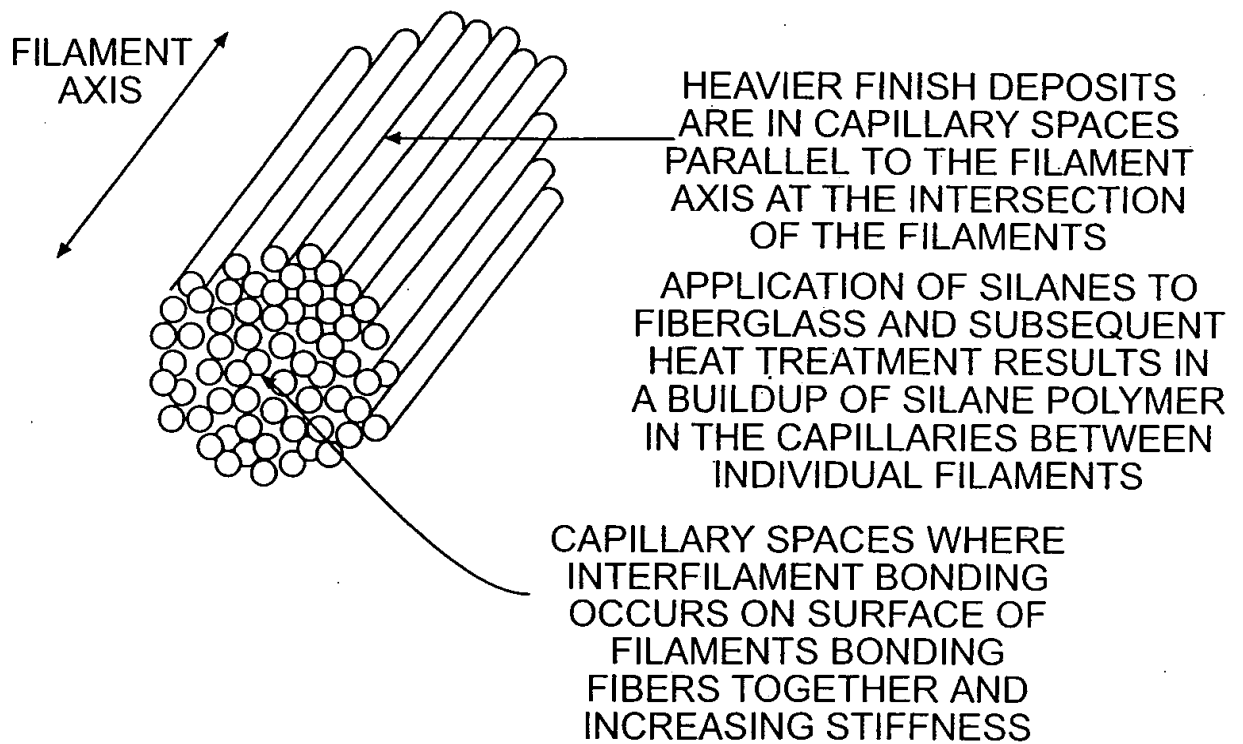 FILAMENT
AXIS
HEAVIER FINISH DEPOSITS
ARE IN CAPILLARY SPACES
PARALLEL TO THE FILAMENT
AXIS AT THE INTERSECTION
OF THE FILAMENTS
APPLICATION OF SILANES TO
FIBERGLASS AND SUBSEQUENT
HEAT TREATMENT RESULTS IN
A BUILDUP OF SILANE POLYMER
IN THE CAPILLARIES BETWEEN
INDIVIDUAL FILAMENTS
CAPILLARY SPACES WHERE
INTERFILAMENT BONDING
OCCURS ON SURFACE OF
FILAMENTS BONDING
FIBERS TOGETHER AND
INCREASING STIFFNESS